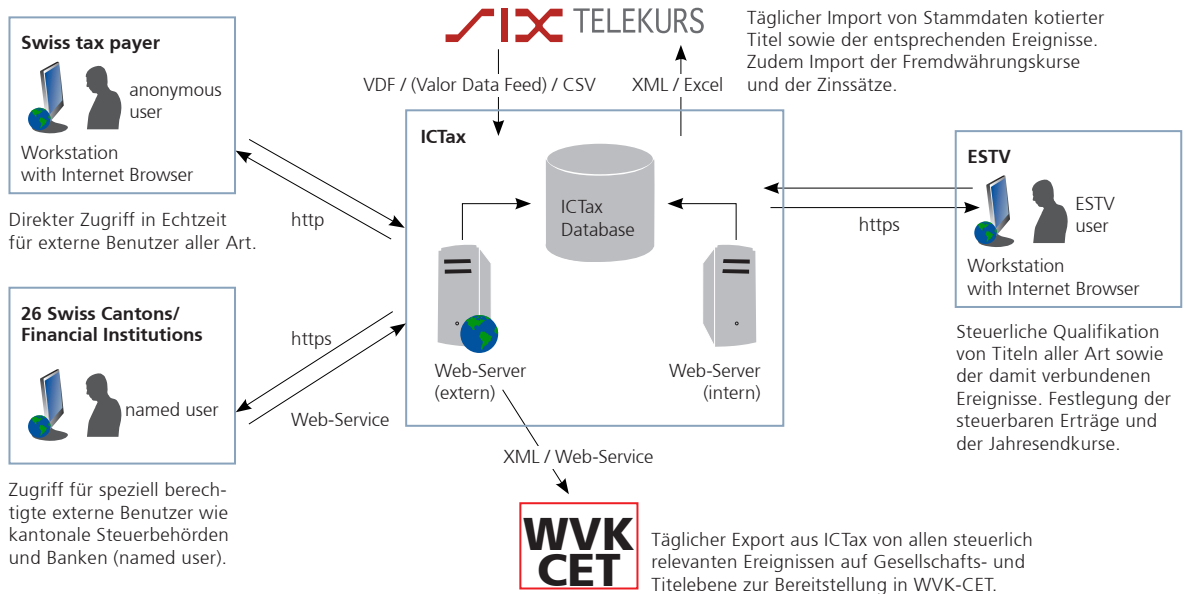 SIX TELEKURS
Täglicher Import von Stammdaten kotierter
Titel sowie der entsprechenden Ereignisse.
Zudem Import der Fremdwährungskurse
und der Zinssätze.
Swiss tax payer
anonymous
user
Workstation
with Internet Browser
Direkter Zugriff in Echtzeit
für externe Benutzer aller Art.
VDF / (Valor Data Feed) / CSV
XML / Excel
http
ICTax
ICTax
Database
Web-Server
(extern)
Web-Server
(intern)
https
ESTV
ESTV
user
Workstation
with Internet Browser
Steuerliche Qualifikation
von Titeln aller Art sowie
der damit verbundenen
Ereignisse. Festlegung der
steuerbaren Erträge und
der Jahresendkurse.
26 Swiss Cantons/
Financial Institutions
named user
https
Web-Service
Zugriff für speziell berech-
tigte externe Benutzer wie
kantonale Steuerbehörden
und Banken (named user).
XML / Web-Service
WVK
CET
Täglicher Export aus ICTax von allen steuerlich
relevanten Ereignissen auf Gesellschafts- und
Titelebene zur Bereitstellung in WVK-CET.